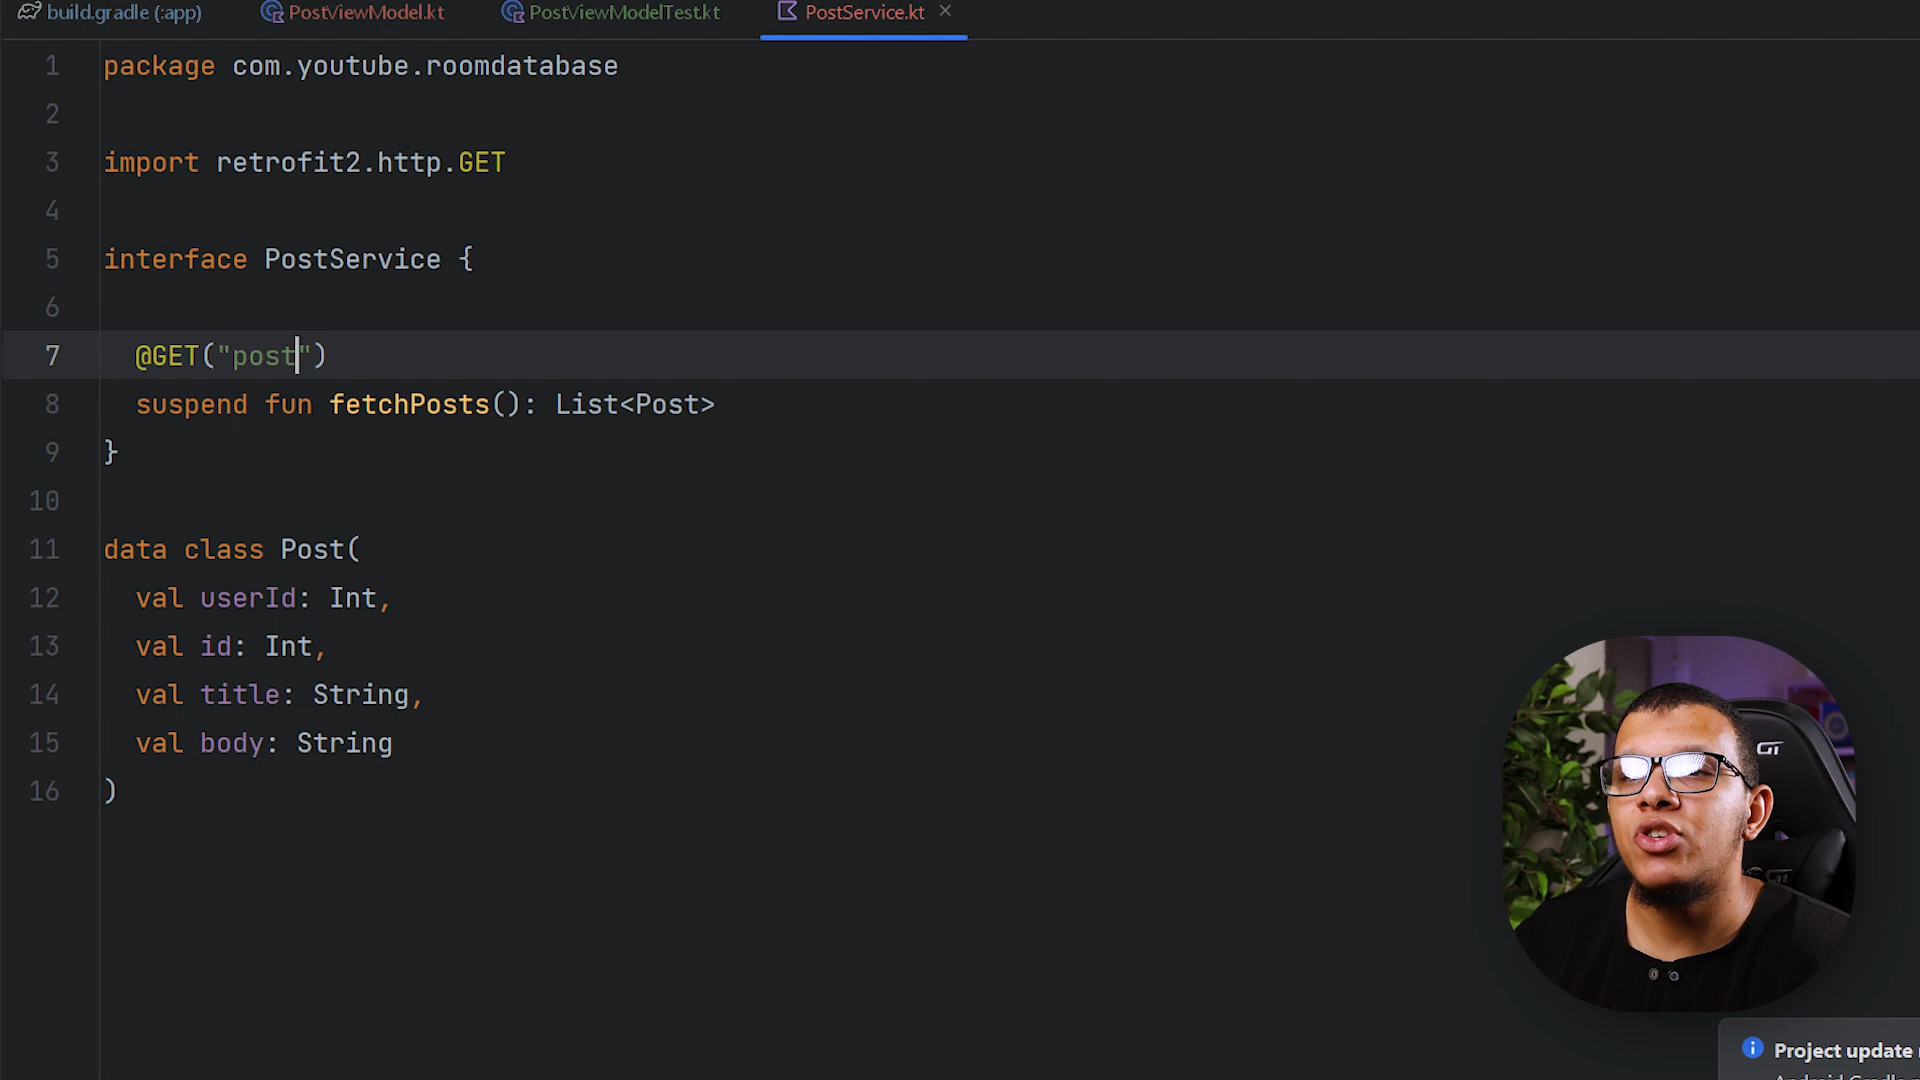 build.gradle (:app) PostViewModel.kt PostViewModelTest.kt PostService.kt
1 package com.youtube.roomdatabase
2
3 import retrofit2.http.GET
4
5 interface PostService {
6
7 @GET("post")
8 suspend fun fetchPosts(): List<Post>
9 }
10
11 data class Post(
12 val userId: Int,
13 val id: Int,
14 val title: String,
15 val body: String
16 )
GT
Project update